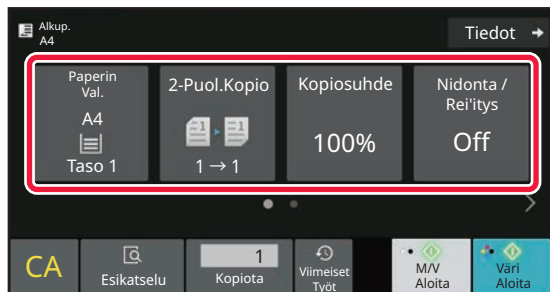 Alkup.
A4
Tiedot
Paperin
Val.
A4
Taso 1
2-Puol.Kopio
1 → 1
Kopiosuhde
100%
Nidonta /
Rei'itys
Off
CA
Esikatselu
1
Kopiota
Viimeiset
Työt
M/V
Aloita
Väri
Aloita